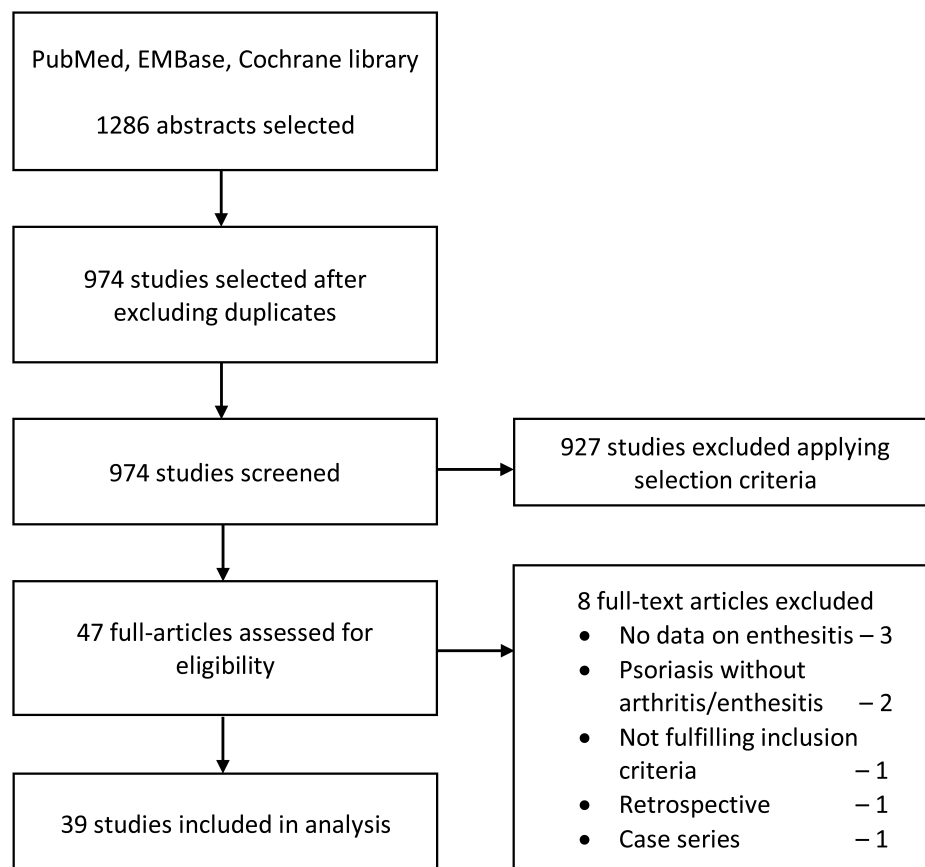 PubMed, EMBase, Cochrane library
1286 abstracts selected
974 studies selected after
excluding duplicates
974 studies screened
927 studies excluded applying
selection criteria
47 full-articles assessed for
eligibility
8 full-text articles excluded
• No data on enthesitis – 3
• Psoriasis without
arthritis/enthesitis – 2
• Not fulfilling inclusion
criteria – 1
• Retrospective – 1
• Case series – 1
39 studies included in analysis